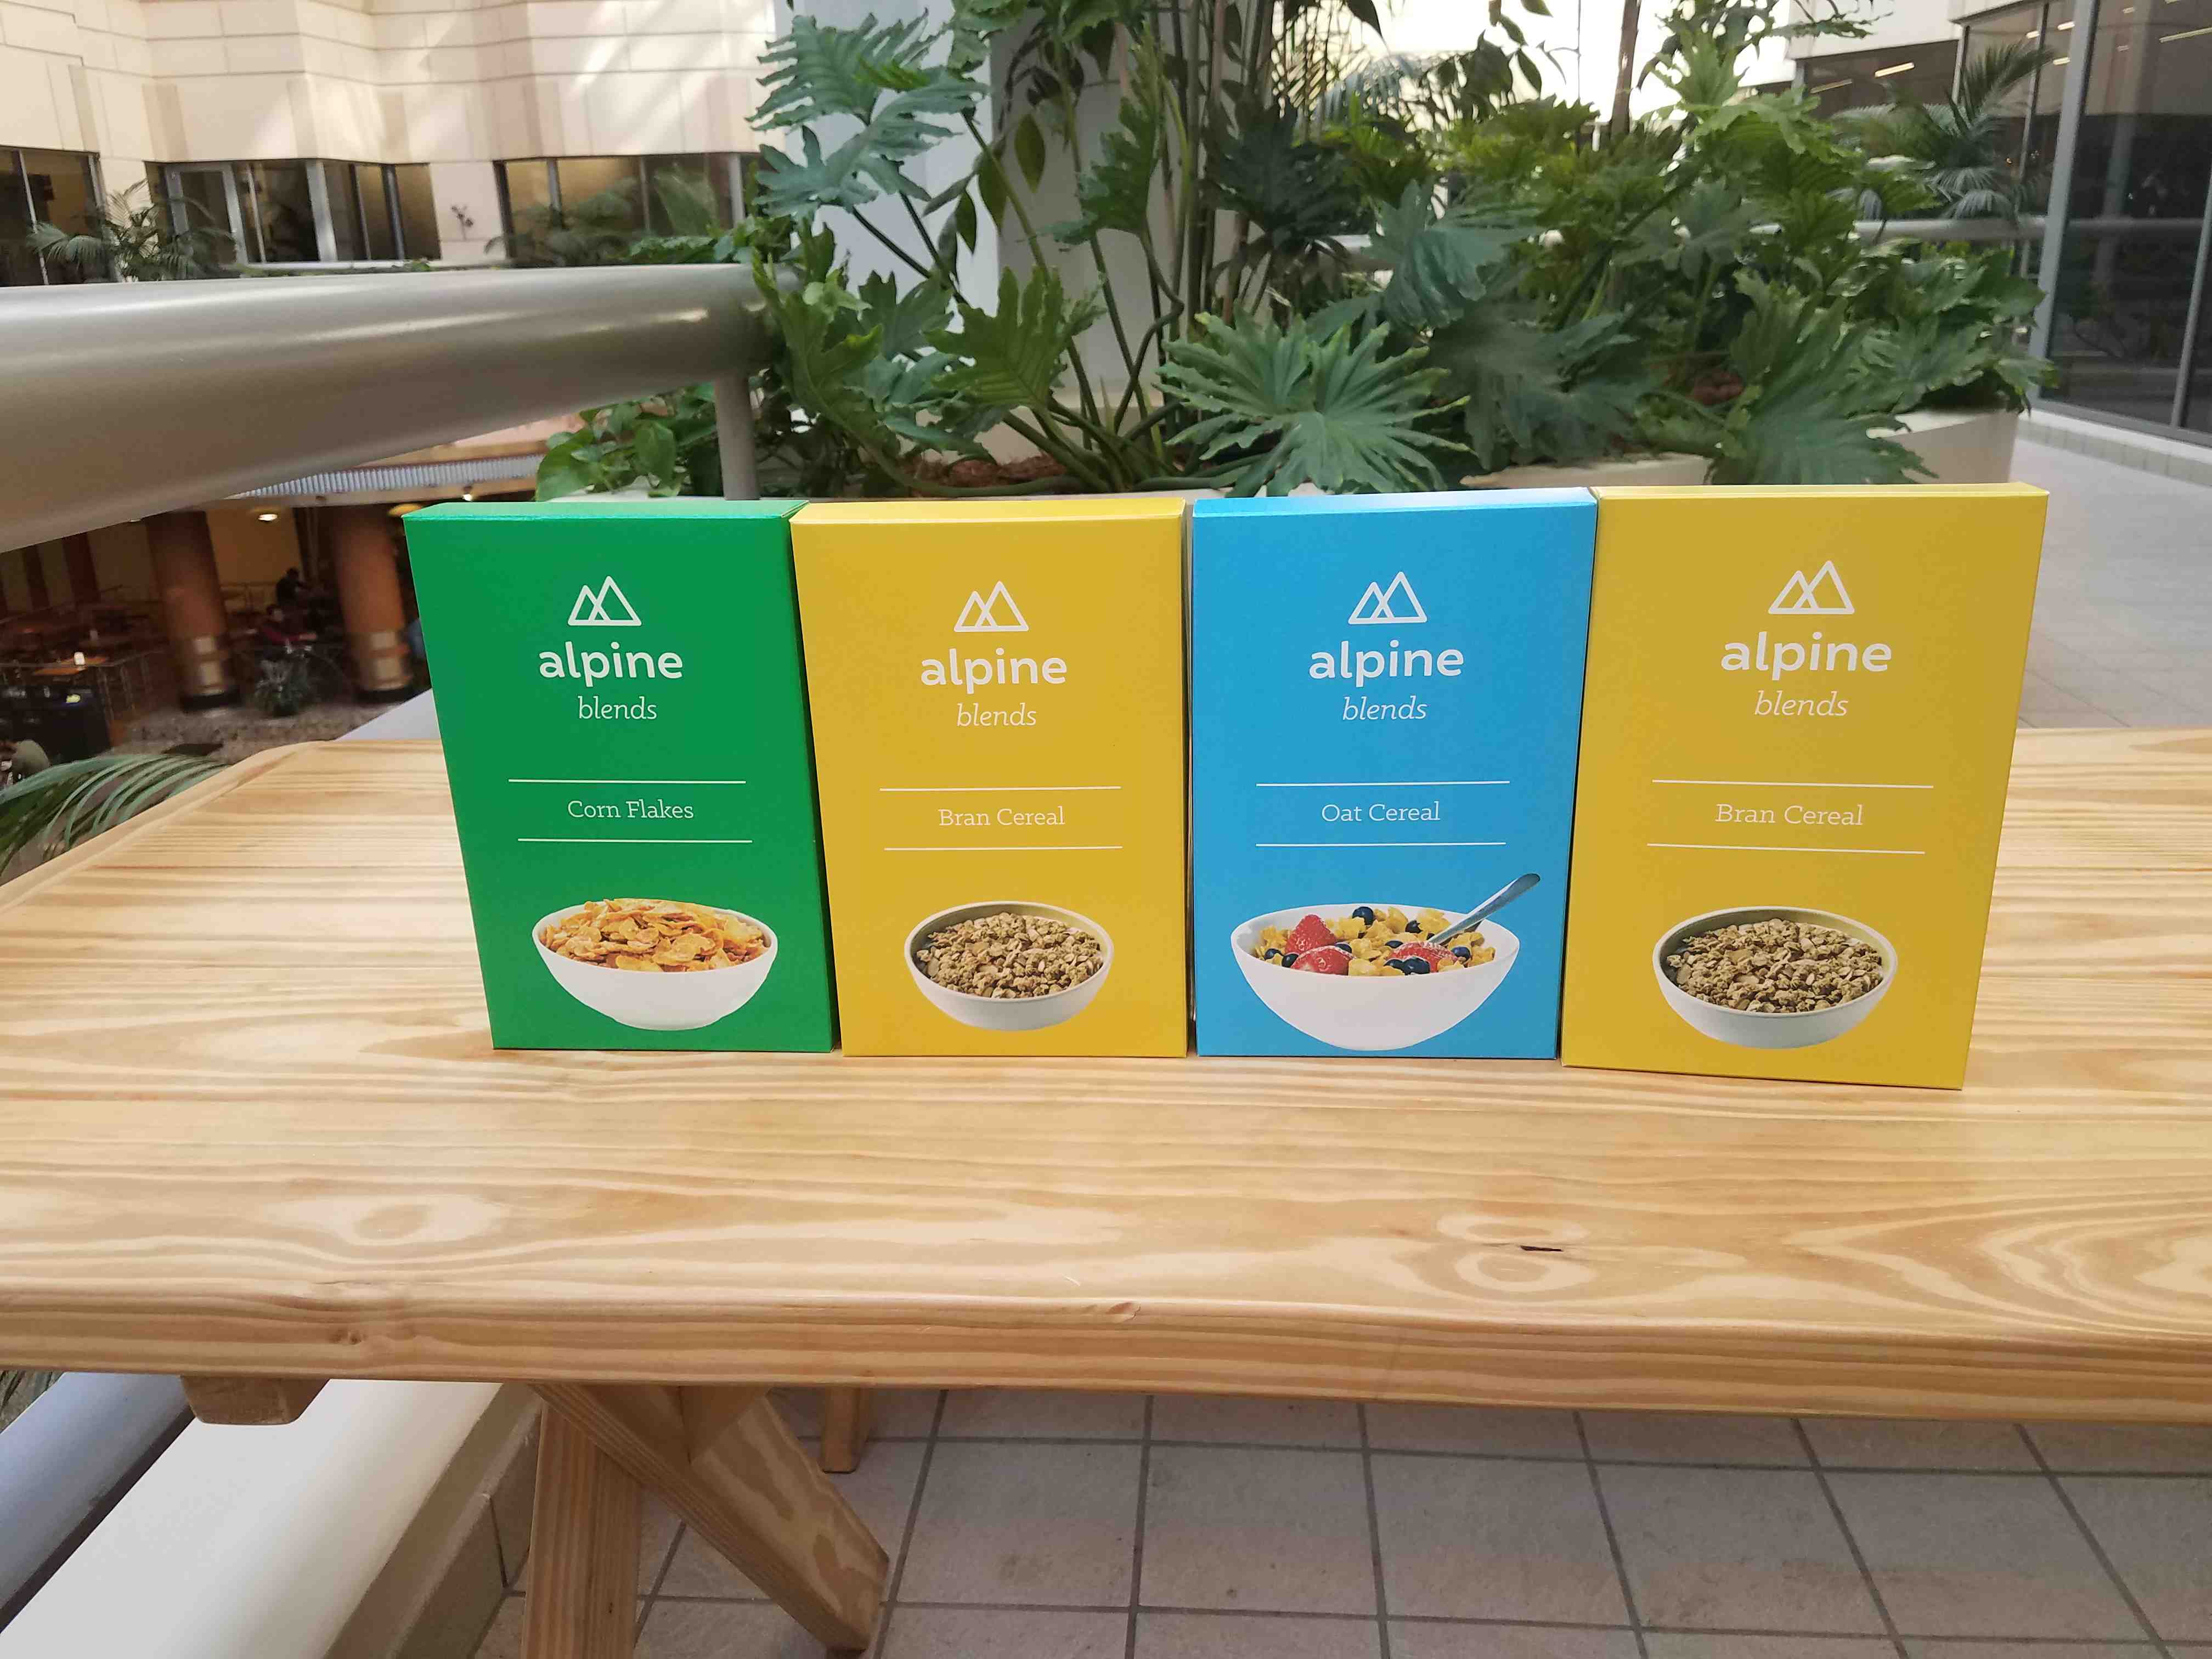 alpine
blends
Corn Flakes
alpine
blends
Bran Cereal
alpine
blends
Oat Cereal
alpine
blends
Bran Cereal